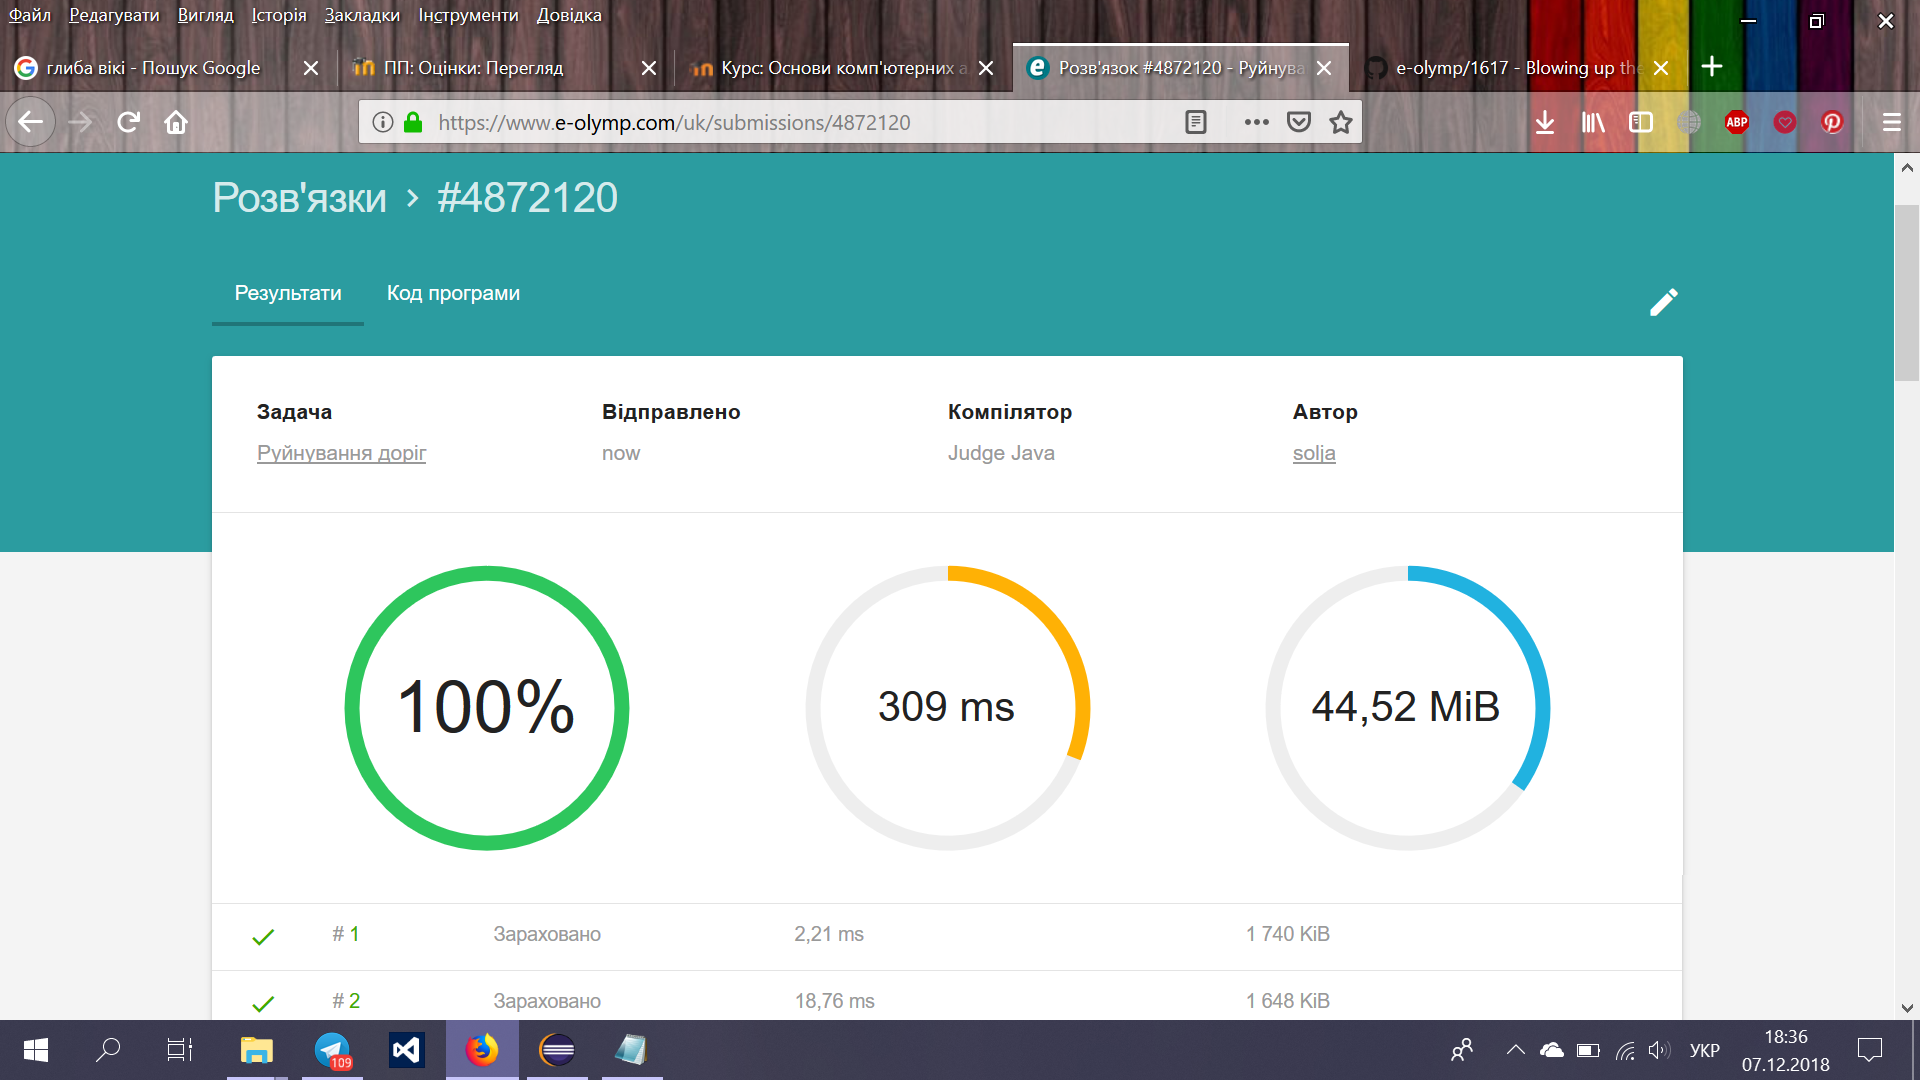 Файл Редагувати Вигляд Історія Закладки Інструменти Довідка
глиба вікі - Пошук Google
ПП: Оцінки: Перегляд
Курс: Основи комп'ютерних а
Розв'язок #4872120 - Руйнува
e-olymp/1617 - Blowing up the
https://www.e-olymp.com/uk/submissions/4872120
ABP
Розв'язки > #4872120
Результати Код програми
Задача Відправлено Компілятор Автор
Руйнування доріг now Judge Java solja
100% 309 ms 44,52 MiB
# 1 Зараховано 2,21 ms 1 740 KiB
# 2 Зараховано 18,76 ms 1 648 KiB
109
УКР
18:36
07.12.2018